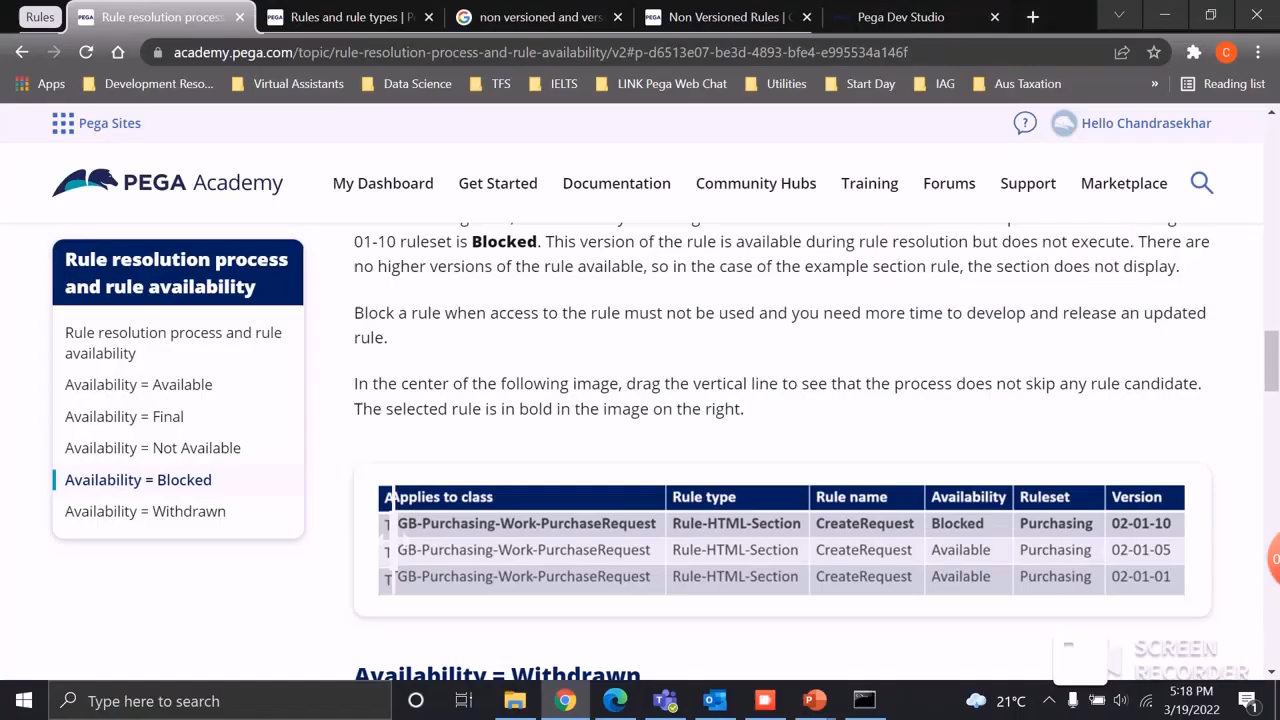 Rules
Rule resolution process
Rules and rule types | P
non versioned and vers
Non Versioned Rules | C
Pega Dev Studio
academy.pega.com/topic/rule-resolution-process-and-rule-availability/v2#p-d6513e07-be3d-4893-bfe4-e995534a146f
C
Apps
Development Reso...
Virtual Assistants
Data Science
TFS
IELTS
LINK Pega Web Chat
Utilities
Start Day
IAG
Aus Taxation
»
Reading list
Pega Sites
?
Hello Chandrasekhar
PEGA Academy
My Dashboard
Get Started
Documentation
Community Hubs
Training
Forums
Support
Marketplace
Rule resolution process
and rule availability
Rule resolution process and rule
availability
Availability = Available
Availability = Final
Availability = Not Available
Availability = Blocked
Availability = Withdrawn
01-10 ruleset is Blocked. This version of the rule is available during rule resolution but does not execute. There are
no higher versions of the rule available, so in the case of the example section rule, the section does not display.
Block a rule when access to the rule must not be used and you need more time to develop and release an updated
rule.
In the center of the following image, drag the vertical line to see that the process does not skip any rule candidate.
The selected rule is in bold in the image on the right.
Applies to class Rule type Rule name Availability Ruleset Version
GB-Purchasing-Work-PurchaseRequest Rule-HTML-Section CreateRequest Blocked Purchasing 02-01-10
GB-Purchasing-Work-PurchaseRequest Rule-HTML-Section CreateRequest Available Purchasing 02-01-05
GB-Purchasing-Work-PurchaseRequest Rule-HTML-Section CreateRequest Available Purchasing 02-01-01
Availability = Withdrawn
SCREEN
RECORDER
Type here to search
21°C
5:18 PM
3/19/2022
1